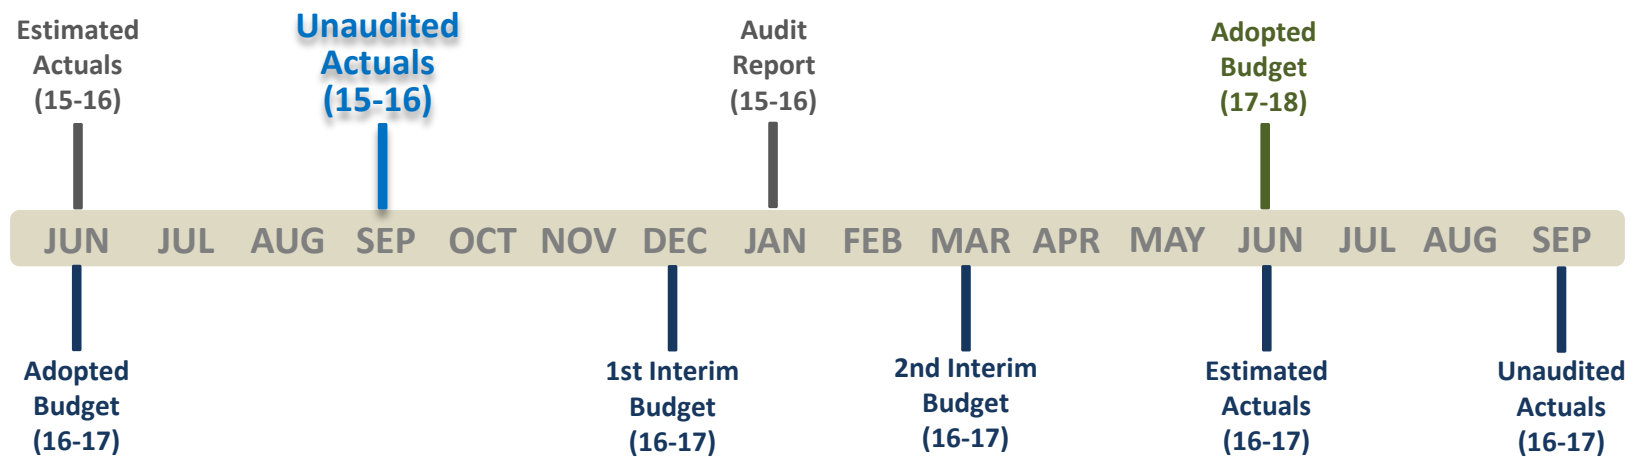 Estimated
Actuals
(15-16)
Unaudited
Actuals
(15-16)
Audit
Report
(15-16)
Adopted
Budget
(17-18)
JUN JUL AUG SEP OCT NOV DEC JAN FEB MAR APR MAY JUN JUL AUG SEP
Adopted
Budget
(16-17)
1st Interim
Budget
(16-17)
2nd Interim
Budget
(16-17)
Estimated
Actuals
(16-17)
Unaudited
Actuals
(16-17)